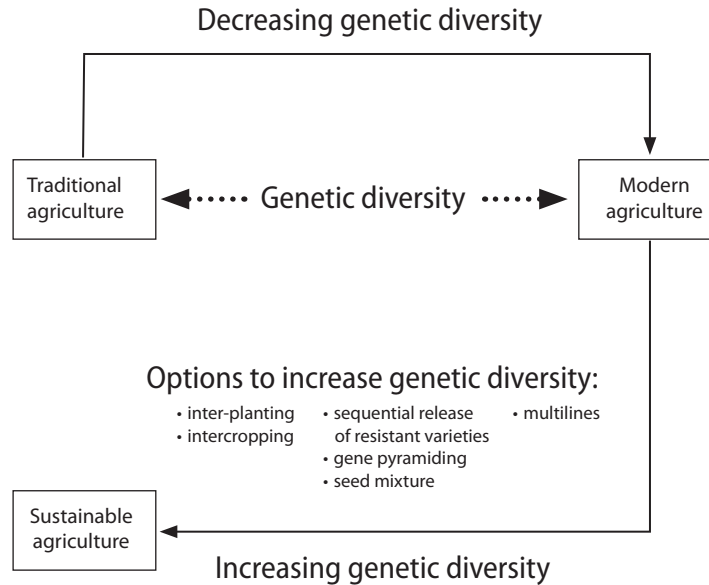 Decreasing genetic diversity
Traditional
agriculture
Genetic diversity
Modern
agriculture
Options to increase genetic diversity:
• inter-planting
• intercropping
• sequential release
of resistant varieties
• gene pyramiding
• seed mixture
• multilines
Sustainable
agriculture
Increasing genetic diversity